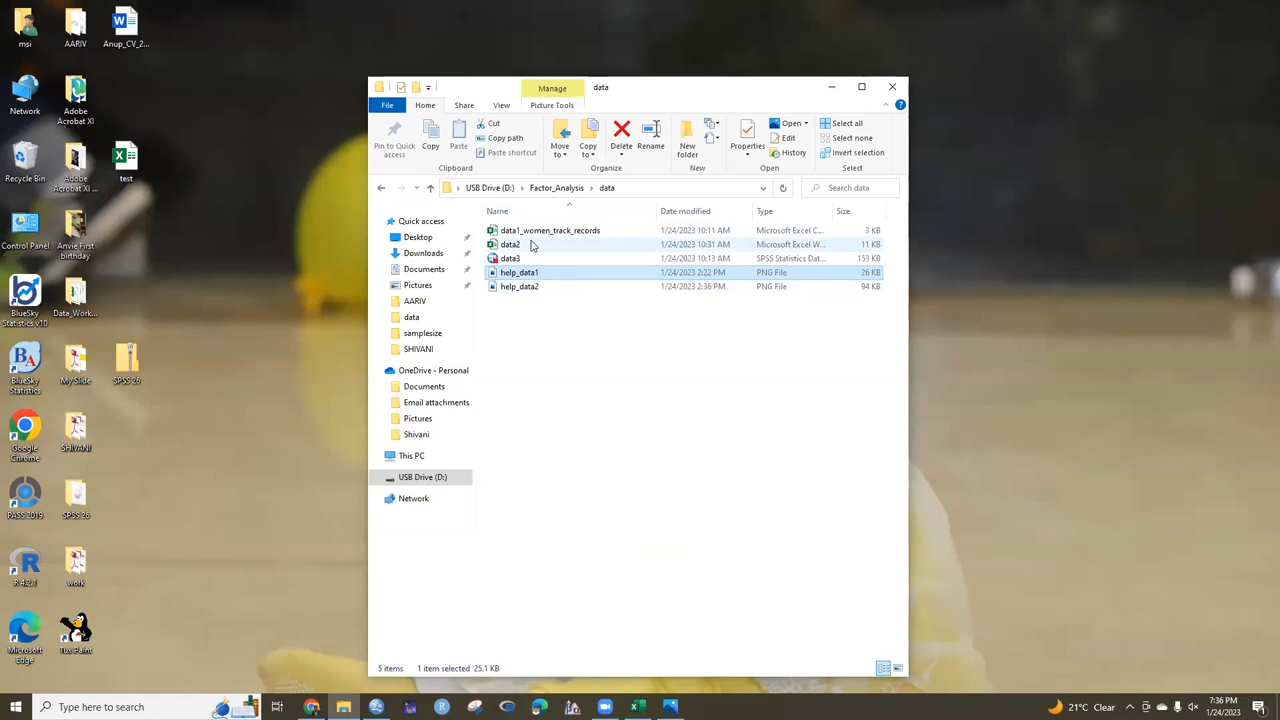 msi
AARIV
Anup_CV_2...
Network
Adobe Acrobat XI
Recycle Bin
Adobe Acrobat XI ...
test
Control Panel
Anvie birthday
BlueSky Statistics v10
Data_Work...
BlueSky Statistics
My Slide
SPSS 26
Google Chrome
SHIVANI
PASS 2019
SPSS 26
R 4.2.1
work
Microsoft Edge
Tux Paint
Manage
data
File
Home
Share
View
Picture Tools
Pin to Quick access
Copy
Paste
Cut
Copy path
Paste shortcut
Clipboard
Move to
Copy to
Delete
Rename
Organize
New folder
New
Properties
Open
Edit
History
Open
Select all
Select none
Invert selection
Select
USB Drive (D:) > Factor_Analysis > data
Search data
Name Date modified Type Size
data1_women_track_records 1/24/2023 10:11 AM Microsoft Excel C... 3 KB
data2 1/24/2023 10:31 AM Microsoft Excel W... 11 KB
data3 1/24/2023 10:13 AM SPSS Statistics Dat... 153 KB
help_data1 1/24/2023 2:22 PM PNG File 26 KB
help_data2 1/24/2023 2:36 PM PNG File 94 KB
Quick access
Desktop
Downloads
Documents
Pictures
AARIV
data
samplesize
SHIVANI
OneDrive - Personal
Documents
Email attachments
Pictures
Shivani
This PC
USB Drive (D:)
Network
5 items 1 item selected 25.1 KB
Type here to search
21°C Clear
7:36 PM
1/24/2023